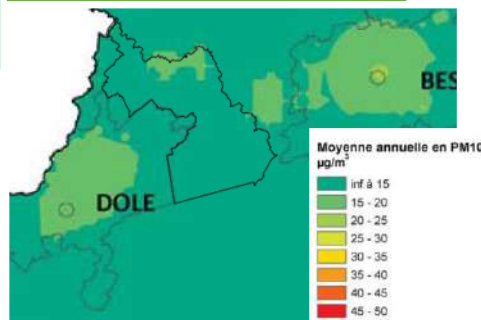 BES
DOLE
Moyenne annuelle en PM10
µg/m³
inf à 15
15 - 20
20 - 25
25 - 30
30 - 35
35 - 40
40 - 45
45 - 50